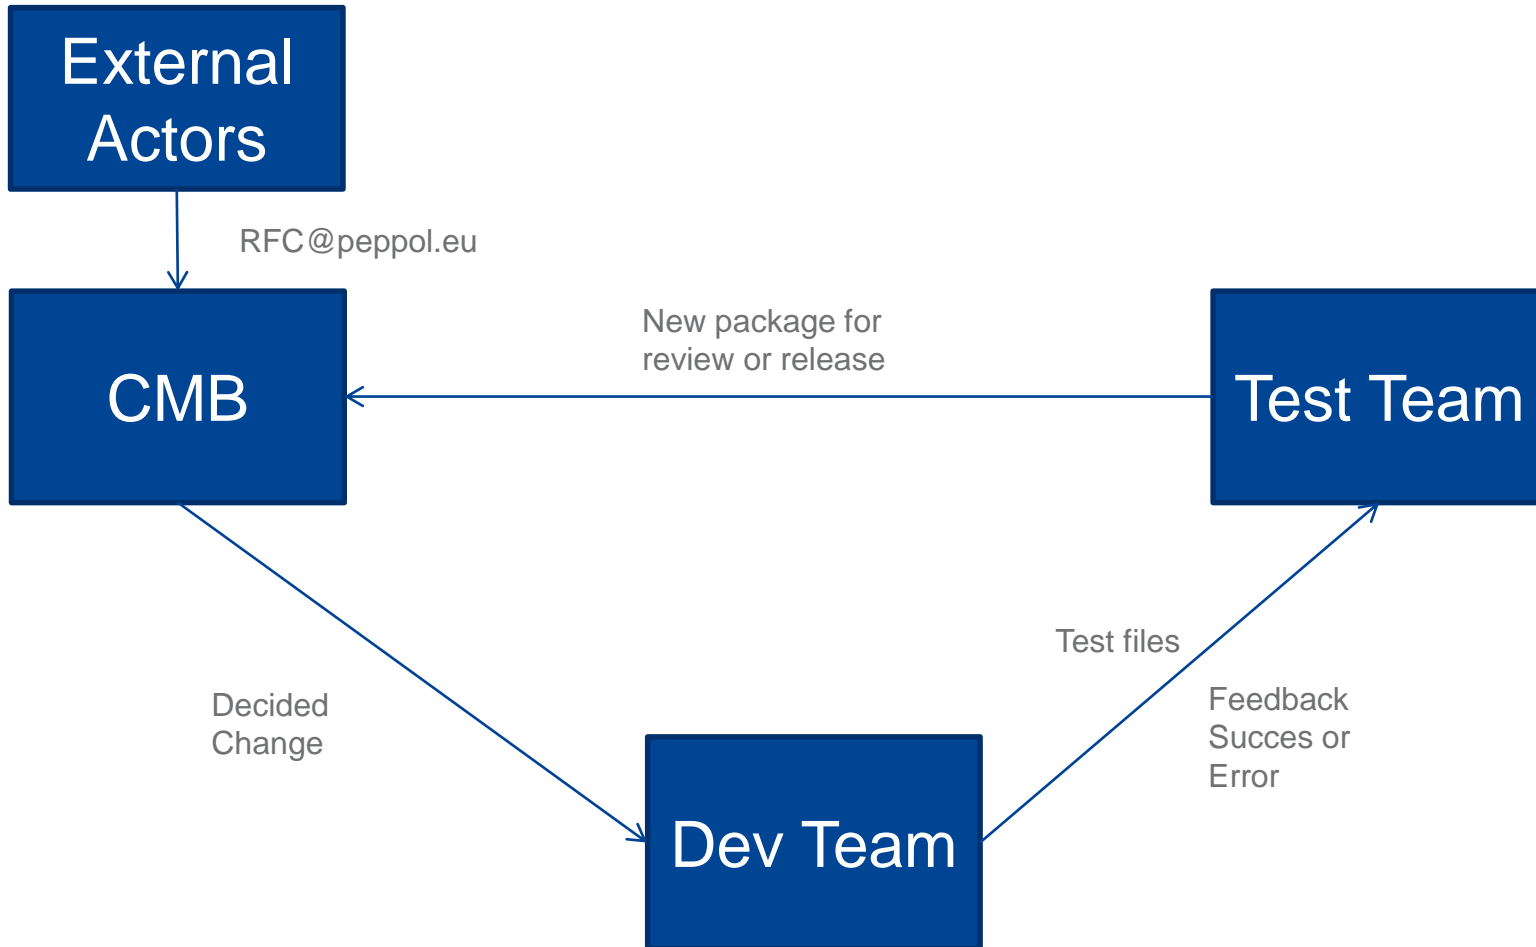 External
Actors
RFC@peppol.eu
New package for
review or release
CMB
Test Team
Test files
Decided
Change
Feedback
Succes or
Error
Dev Team